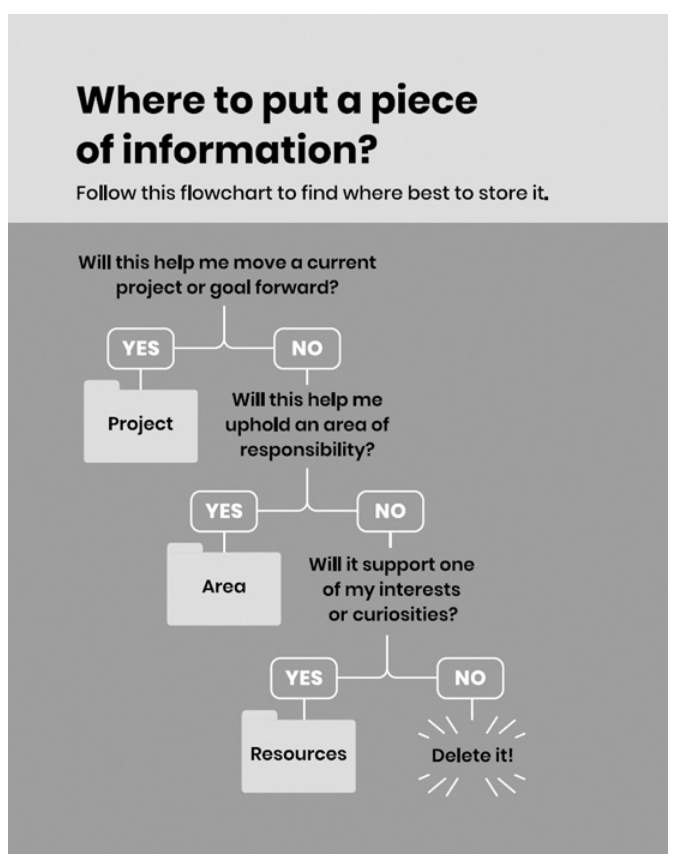 Where to put a piece
of information?
Follow this flowchart to find where best to store it.
Will this help me move a current
project or goal forward?
YES
NO
Project
Will this help me
uphold an area of
responsibility?
YES
NO
Area
Will it support one
of my interests
or curiosities?
YES
NO
Resources
Delete it!